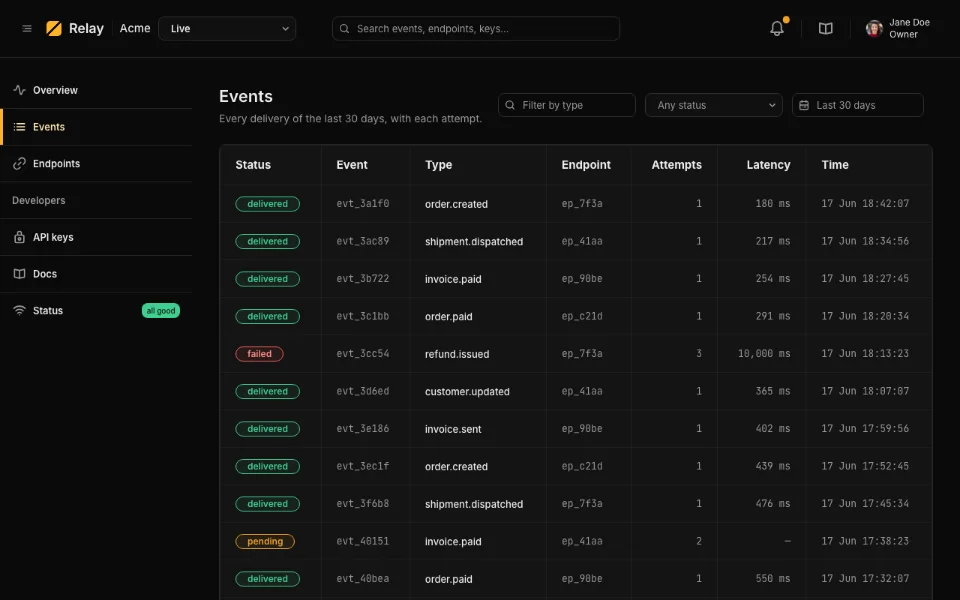 Relay Acme Live Search events, endpoints, keys... Jane Doe
Owner
Overview
Events
Endpoints
Developers
API keys
Docs
Status all good
Events
Every delivery of the last 30 days, with each attempt.
Filter by type Any status Last 30 days
Status Event Type Endpoint Attempts Latency Time
delivered evt_3a1f0 order.created ep_7f3a 1 180 ms 17 Jun 18:42:07
delivered evt_3ac89 shipment.dispatched ep_41aa 1 217 ms 17 Jun 18:34:56
delivered evt_3b722 invoice.paid ep_90be 1 254 ms 17 Jun 18:27:45
delivered evt_3c1bb order.paid ep_c21d 1 291 ms 17 Jun 18:20:34
failed evt_3cc54 refund.issued ep_7f3a 3 10,000 ms 17 Jun 18:13:23
delivered evt_3d6ed customer.updated ep_41aa 1 365 ms 17 Jun 18:07:07
delivered evt_3e186 invoice.sent ep_90be 1 402 ms 17 Jun 17:59:56
delivered evt_3ec1f order.created ep_c21d 1 439 ms 17 Jun 17:52:45
delivered evt_3f6b8 shipment.dispatched ep_7f3a 1 476 ms 17 Jun 17:45:34
pending evt_40151 invoice.paid ep_41aa 2 – 17 Jun 17:38:23
delivered evt_40bea order.paid ep_90be 1 550 ms 17 Jun 17:32:07